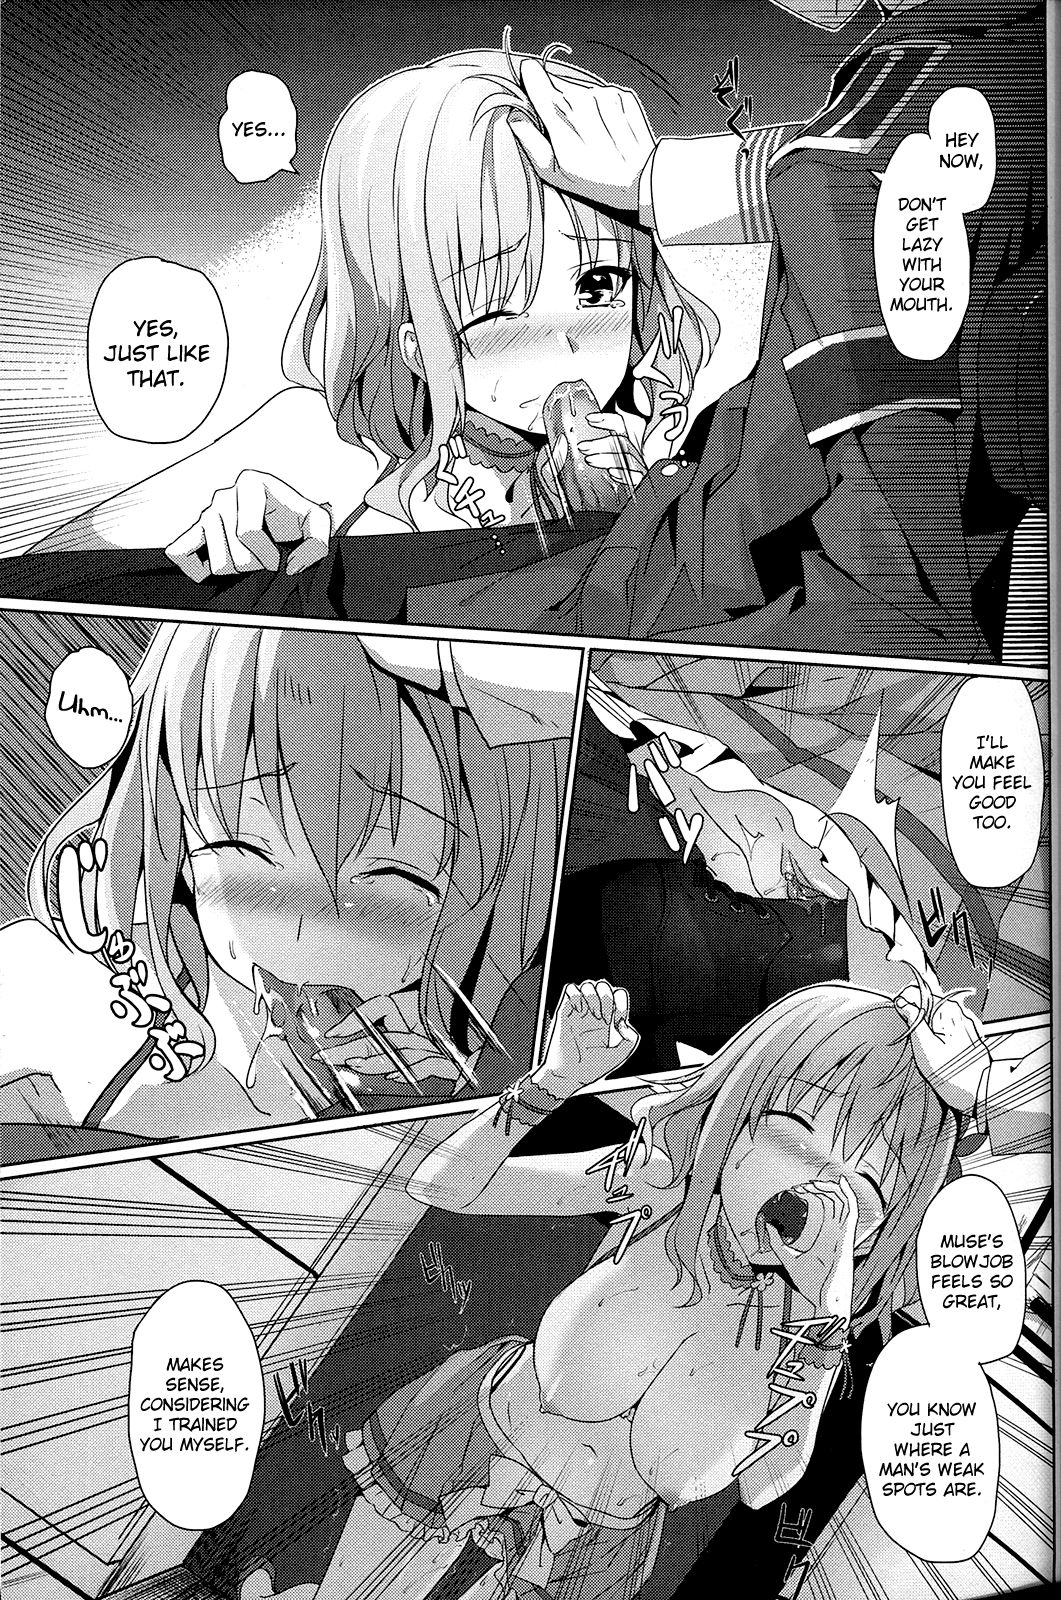 HEY
NOW,
DON'T
GET
LAZY
WITH
YOUR
MOUTH.
YES...
YES,
JUST LIKE
THAT.
I'LL
MAKE
YOU FEEL
GOOD
TOO.
Uhm...
MUSE'S
BLOWJOB
FEELS SO
GREAT,
YOU KNOW
JUST
WHERE A
MAN'S WEAK
SPOTS ARE.
MAKES
SENSE,
CONSIDERING
I TRAINED
YOU MYSELF.